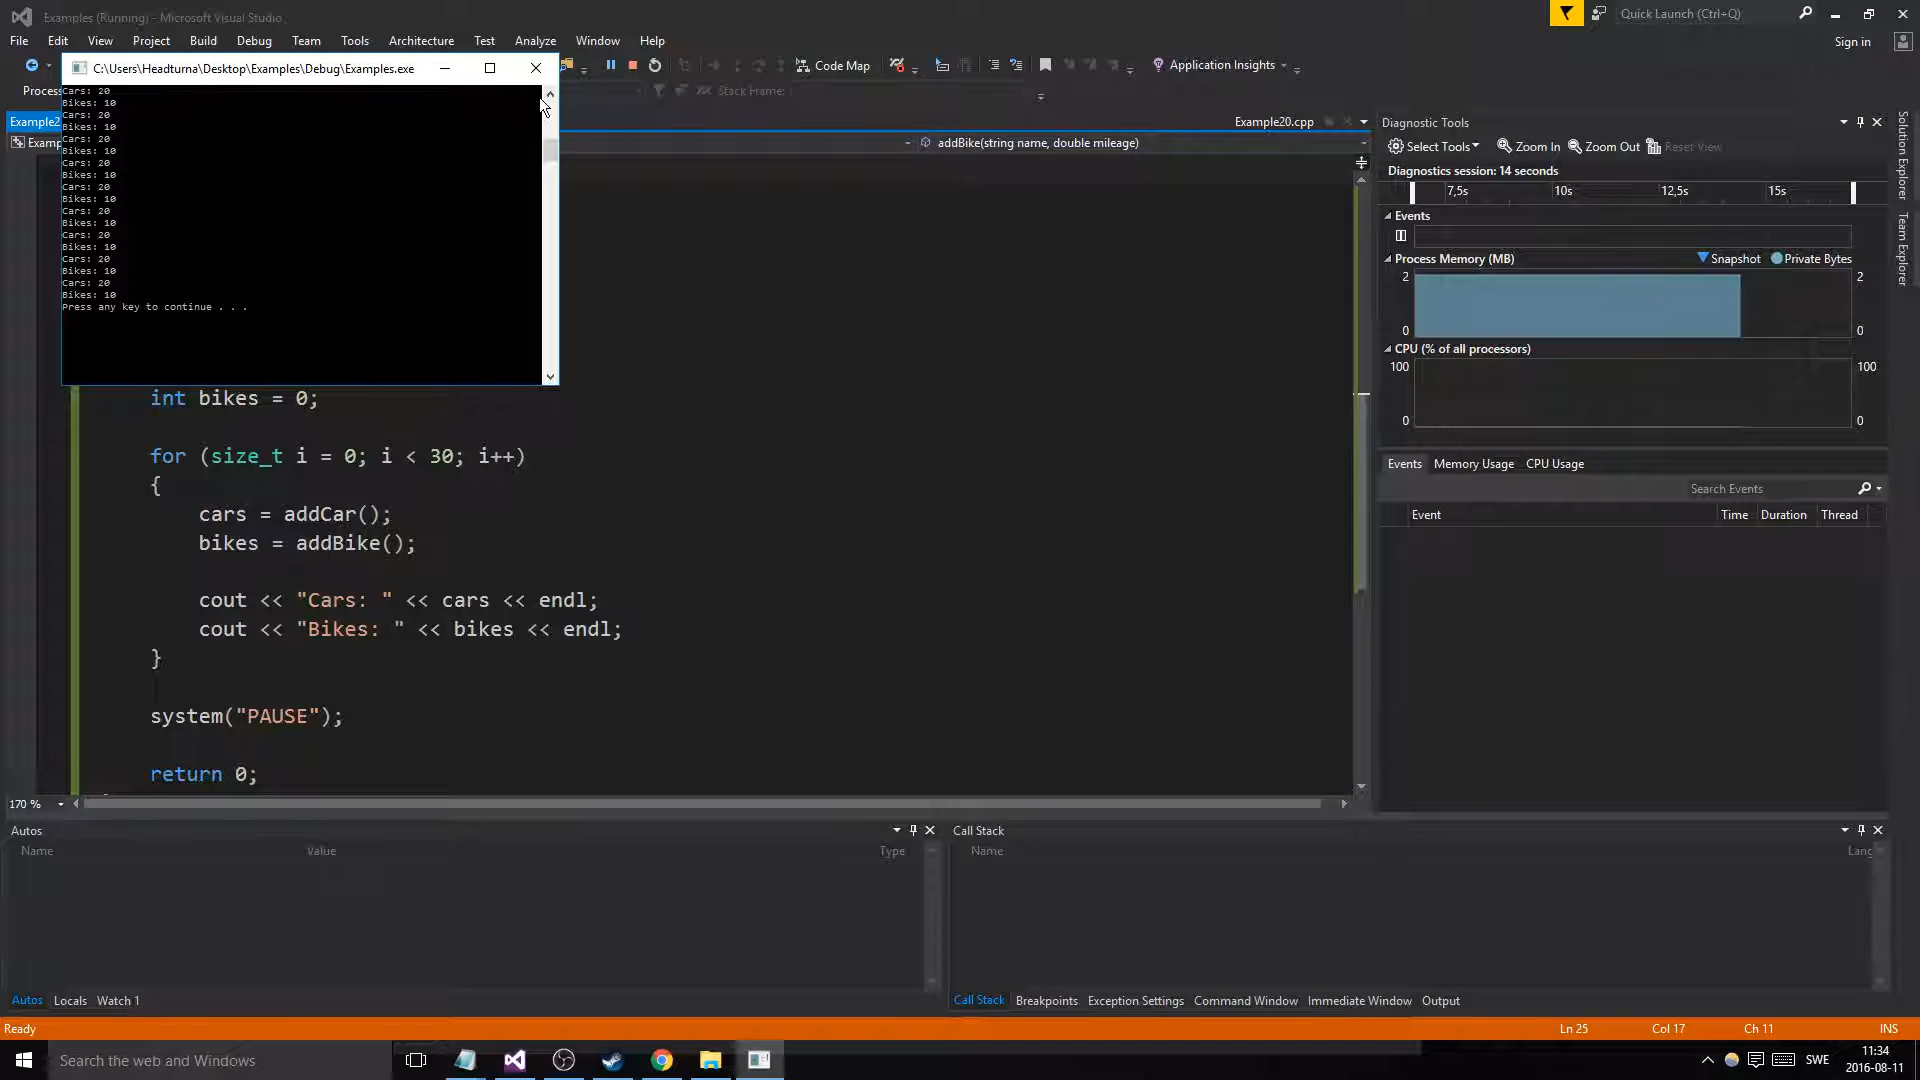 Examples (Running) - Microsoft Visual Studio
Quick Launch (Ctrl+Q)
File Edit View Project Build Debug Team Tools Architecture Test Analyze Window Help
Sign in
C:\Users\Headturna\Desktop\Examples\Debug\Examples.exe
Code Map
Application Insights
Stack Frame:
Cars: 20
Bikes: 10
Cars: 20
Bikes: 10
Cars: 20
Bikes: 10
Cars: 20
Bikes: 10
Cars: 20
Bikes: 10
Cars: 20
Bikes: 10
Cars: 20
Bikes: 10
Cars: 20
Bikes: 10
Cars: 20
Bikes: 10
Press any key to continue . . .
Example20.cpp
addBike(string name, double mileage)
int bikes = 0;
for (size_t i = 0; i < 30; i++)
{
cars = addCar();
bikes = addBike();
cout << "Cars: " << cars << endl;
cout << "Bikes: " << bikes << endl;
}
system("PAUSE");
return 0;
170 %
Diagnostic Tools
Select Tools Zoom In Zoom Out Reset View
Diagnostics session: 14 seconds
7,5s 10s 12,5s 15s
Events
Process Memory (MB) Snapshot Private Bytes
2 2
0 0
CPU (% of all processors)
100 100
0 0
Events Memory Usage CPU Usage
Search Events
Event Time Duration Thread
Solution Explorer
Team Explorer
Autos
Name Value Type
Autos Locals Watch 1
Call Stack
Name
Call Stack Breakpoints Exception Settings Command Window Immediate Window Output
Ready Ln 25 Col 17 Ch 11 INS
Search the web and Windows
SWE
11:34
2016-08-11